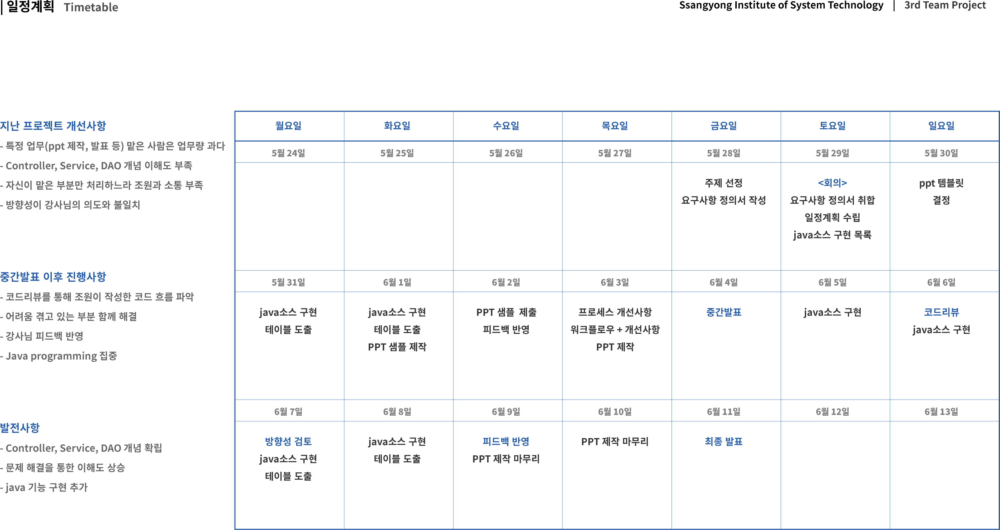 | 일정계획 Timetable
Ssangyong Institute of System Technology | 3rd Team Project
지난 프로젝트 개선사항
- 특정 업무(ppt 제작, 발표 등) 맡은 사람은 업무량 과다
- Controller, Service, DAO 개념 이해도 부족
- 자신이 맡은 부분만 처리하느라 조원과 소통 부족
- 방향성이 강사님의 의도와 불일치
중간발표 이후 진행사항
- 코드리뷰를 통해 조원이 작성한 코드 흐름 파악
- 어려움 겪고 있는 부분 함께 해결
- 강사님 피드백 반영
- Java programming 집중
발전사항
- Controller, Service, DAO 개념 확립
- 문제 해결을 통한 이해도 상승
- java 기능 구현 추가
월요일 화요일 수요일 목요일 금요일 토요일 일요일
5월 24일 5월 25일 5월 26일 5월 27일 5월 28일 5월 29일 5월 30일
주제 선정
요구사항 정의서 작성
<회의>
요구사항 정의서 취합
일정계획 수립
java소스 구현 목록
ppt 템블릿
결정
5월 31일 6월 1일 6월 2일 6월 3일 6월 4일 6월 5일 6월 6일
java소스 구현
테이블 도출
java소스 구현
테이블 도출
PPT 샘플 제작
PPT 샘플 제출
피드백 반영
프로세스 개선사항
워크플로우 + 개선사항
PPT 제작
중간발표
java소스 구현
코드리뷰
java소스 구현
6월 7일 6월 8일 6월 9일 6월 10일 6월 11일 6월 12일 6월 13일
방향성 검토
java소스 구현
테이블 도출
java소스 구현
테이블 도출
피드백 반영
PPT 제작 마무리
PPT 제작 마무리
최종 발표